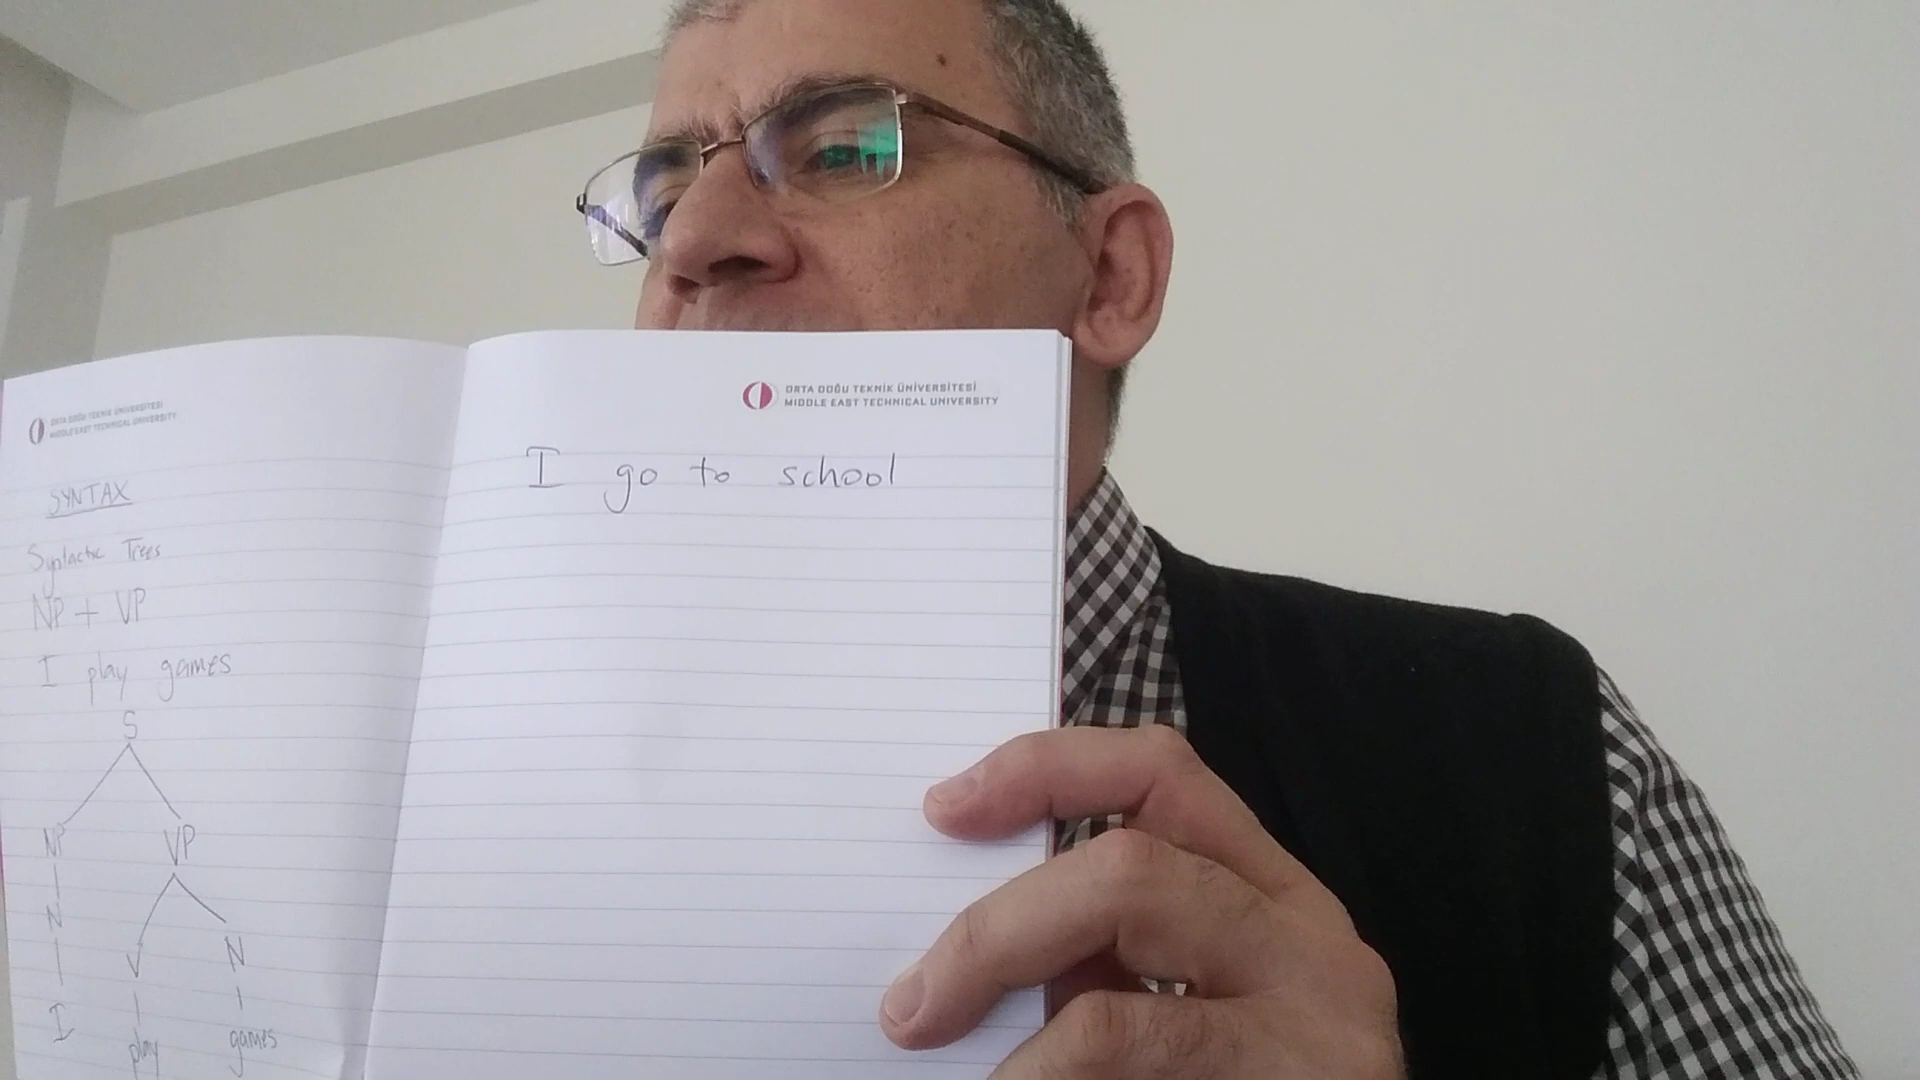 ORTA DOĞU TEKNİK ÜNİVERSİTESİ
MIDDLE EAST TECHNICAL UNIVERSITY
SYNTAX
Syntactic Trees
NP + VP
I play games
S
NP VP
N
V N
I
play games
ORTA DOĞU TEKNİK ÜNİVERSİTESİ
MIDDLE EAST TECHNICAL UNIVERSITY
I go to school